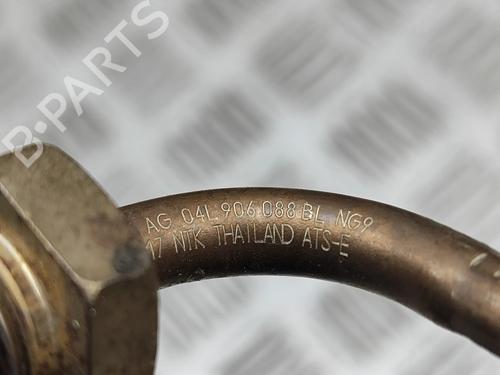 B-PARTS
AG 04L 906 088 BL NG9
17 NTK THAILAND ATS-E